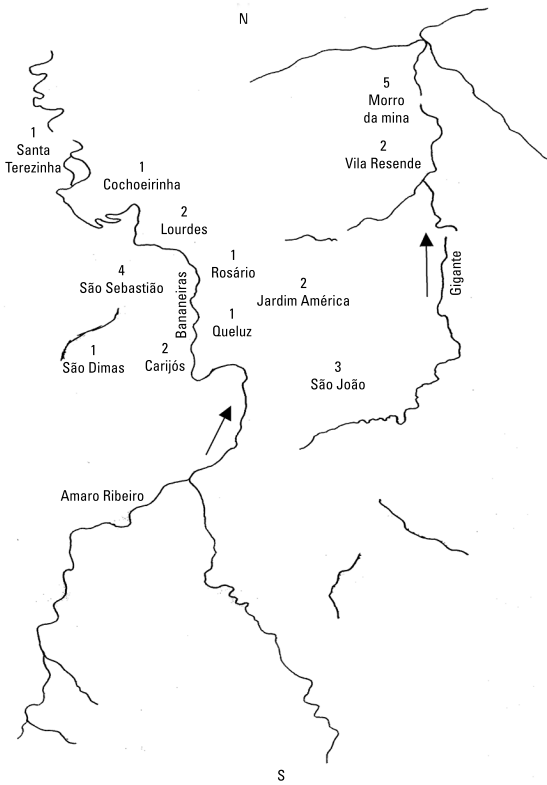 N
5
Morro
da mina
1
Santa
Terezinha
2
Vila Resende
1
Cochoeirinha
2
Lourdes
1
Rosário
4
São Sebastião
2
Jardim América
Gigante
Bananeiras
1
Queluz
1
São Dimas
2
Carijós
3
São João
Amaro Ribeiro
S